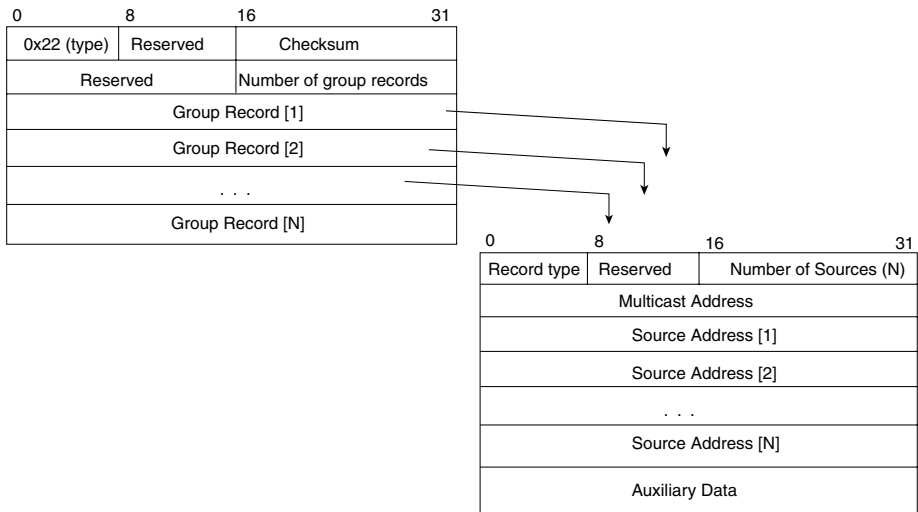 0 8 16 31
0x22 (type) Reserved Checksum
Reserved Number of group records
Group Record [1]
Group Record [2]
. . .
Group Record [N]
0 8 16 31
Record type Reserved Number of Sources (N)
Multicast Address
Source Address [1]
Source Address [2]
. . .
Source Address [N]
Auxiliary Data